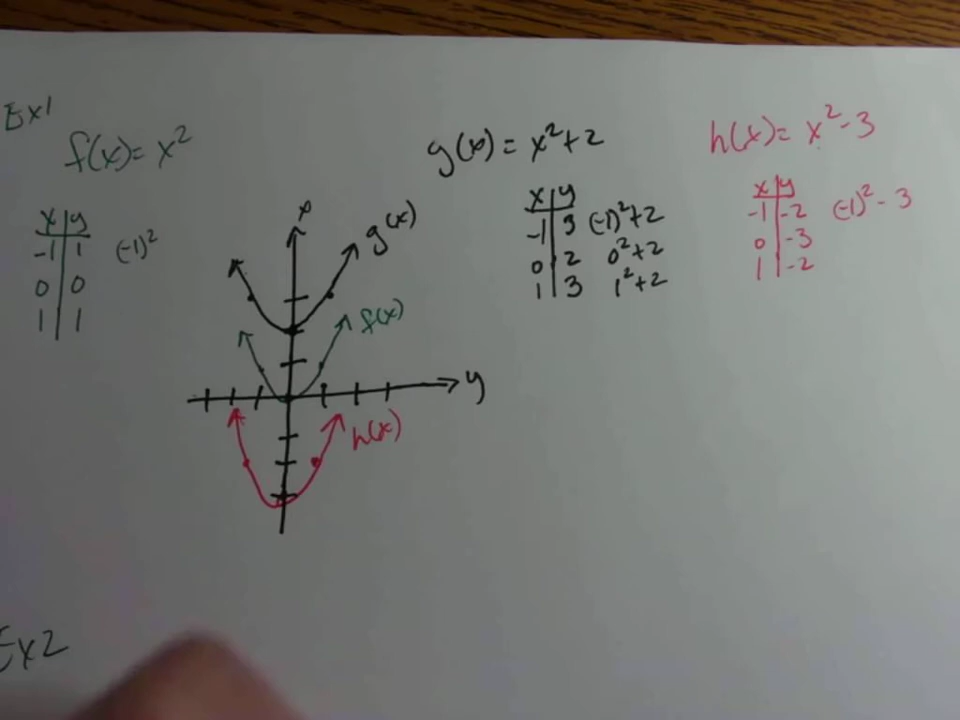 Ex1
f(x)= x²
x y
-1 1 (-1)²
0 0
1 1
g(x) = x²+2
x y
-1 3 (-1)²+2
0 2 0²+2
1 3 1²+2
h(x)= x²-3
x y
-1 -2 (-1)²-3
0 -3
1 -2
g(x)
f(x)
y
h(x)
Ex2